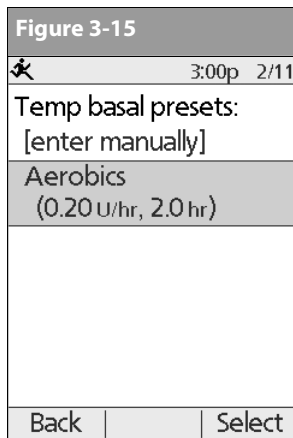 Figure 3-15
3:00p 2/11
Temp basal presets:
[enter manually]
Aerobics
(0.20 U/hr, 2.0 hr)
Back | | Select